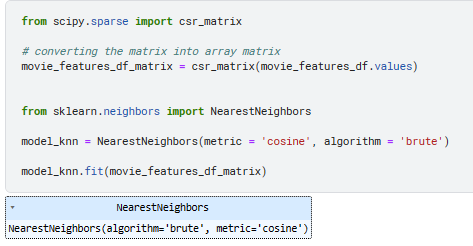 from scipy.sparse import csr_matrix
# converting the matrix into array matrix
movie_features_df_matrix = csr_matrix(movie_features_df.values)
from sklearn.neighbors import NearestNeighbors
model_knn = NearestNeighbors(metric = 'cosine', algorithm = 'brute')
model_knn.fit(movie_features_df_matrix)
NearestNeighbors
NearestNeighbors(algorithm='brute', metric='cosine')